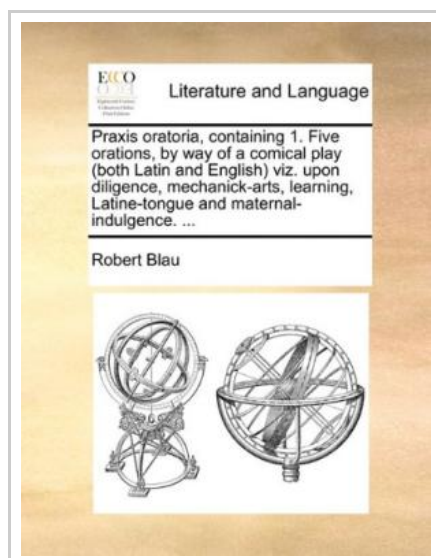 ECCO
Literature and Language
Praxis oratoria, containing 1. Five
orations, by way of a comical play
(both Latin and English) viz. upon
diligence, mechanick-arts, learning,
Latine-tongue and maternal-
indulgence. ...
Robert Blau